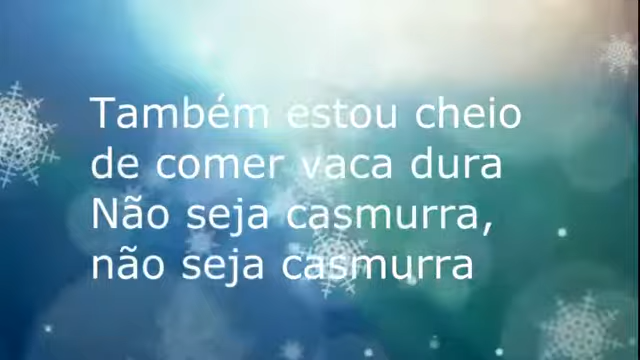 Também estou cheio
de comer vaca dura
Não seja casmurra,
não seja casmurra